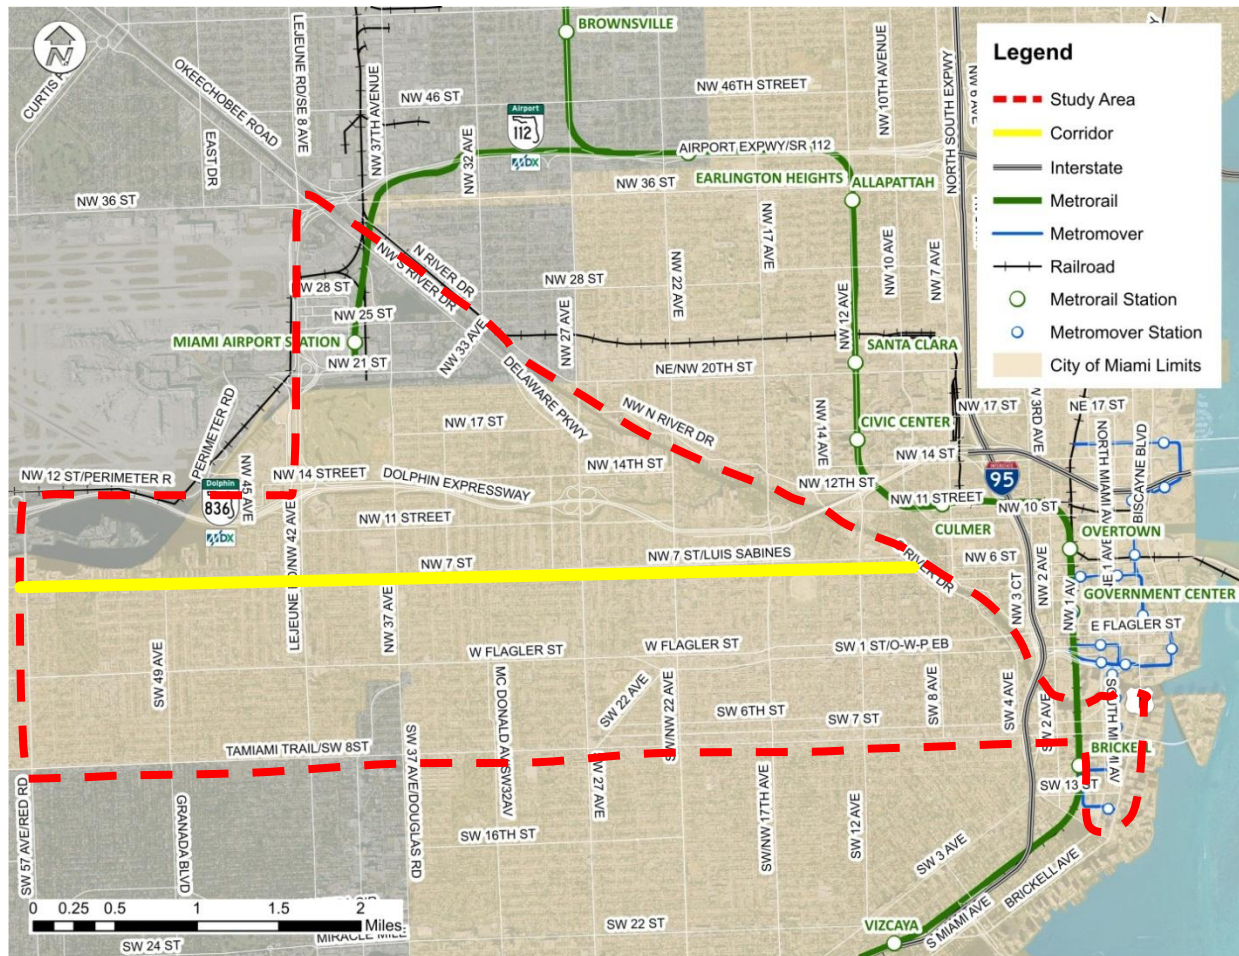 N
BROWNSVILLE
CURTIS
OKEECHOBEE ROAD
LEJEUNE RD/SE 8 AVE
NW 37TH AVENUE
NW 46 ST
EAST DR
NW 32 AVE
Airport
112
mdx
NW 46TH STREET
NW 10TH AVENUE
NORTH SOUTH EXPWY
AIRPORT EXPWY/SR 112
EARLINGTON HEIGHTS
ALLAPATTAH
NW 36 ST
NW 36 ST
Legend
Study Area
Corridor
Interstate
Metrorail
Metromover
Railroad
Metrorail Station
Metromover Station
City of Miami Limits
N RIVER DR
NW S RIVER DR
NW 17 AVE
NW 22 AVE
NW 10 AVE
NW 7 AVE
NW 28 ST
NW 28 ST
NW 25 ST
MIAMI AIRPORT STATION
NW 21 ST
NW 33 AVE
NW 27 AVE
NW 12 AVE
SANTA CLARA
NE/NW 20TH ST
DELAWARE PKWY
PERIMETER RD
NW 17 ST
NW N RIVER DR
NW 14 AVE
CIVIC CENTER
NW 17 ST
NW 3RD AVE
NE 17 ST
NORTH MIAMI AV
BISCAYNE BLVD
NW 14 ST
NW 12 ST/PERIMETER R
NW 45 AVE
NW 14 STREET
DOLPHIN EXPRESSWAY
NW 14TH ST
NW 12TH ST
Dolphin
836
mdx
95
NW 11 STREET
NW 10 ST
CULMER
NW 11 STREET
OVERTOWN
NW 7 ST
NW 7 ST/LUIS SABINES
RIVER DR
NW 6 ST
NW 2 AVE
NW 3 CT
NW 1 AV
NE 1 AVE
GOVERNMENT CENTER
E FLAGLER ST
NW 37 AVE
SW 49 AVE
W FLAGLER ST
W FLAGLER ST
SW 1 ST/O-W-P EB
SW 22 AVE
SW/NW 22 AVE
SW 8 AVE
SW 4 AVE
SW 2 AVE
SW 6TH ST
SW 7 ST
TAMIAMI TRAIL/SW 8ST
BRICKELL
SW 13 ST
SW 57 AVE/RED RD
GRANADA BLVD
SW 37 AVE/DOUGLAS RD
SW 27 AVE
SW/NW 17TH AVE
SW 12 AVE
SW 16TH ST
SW 3 AVE
BRICKELL AVE
S MIAMI AVE
VIZCAYA
SW 22 ST
0 0.25 0.5 1 1.5 2
Miles
MIRACLE MILE
SW 24 ST